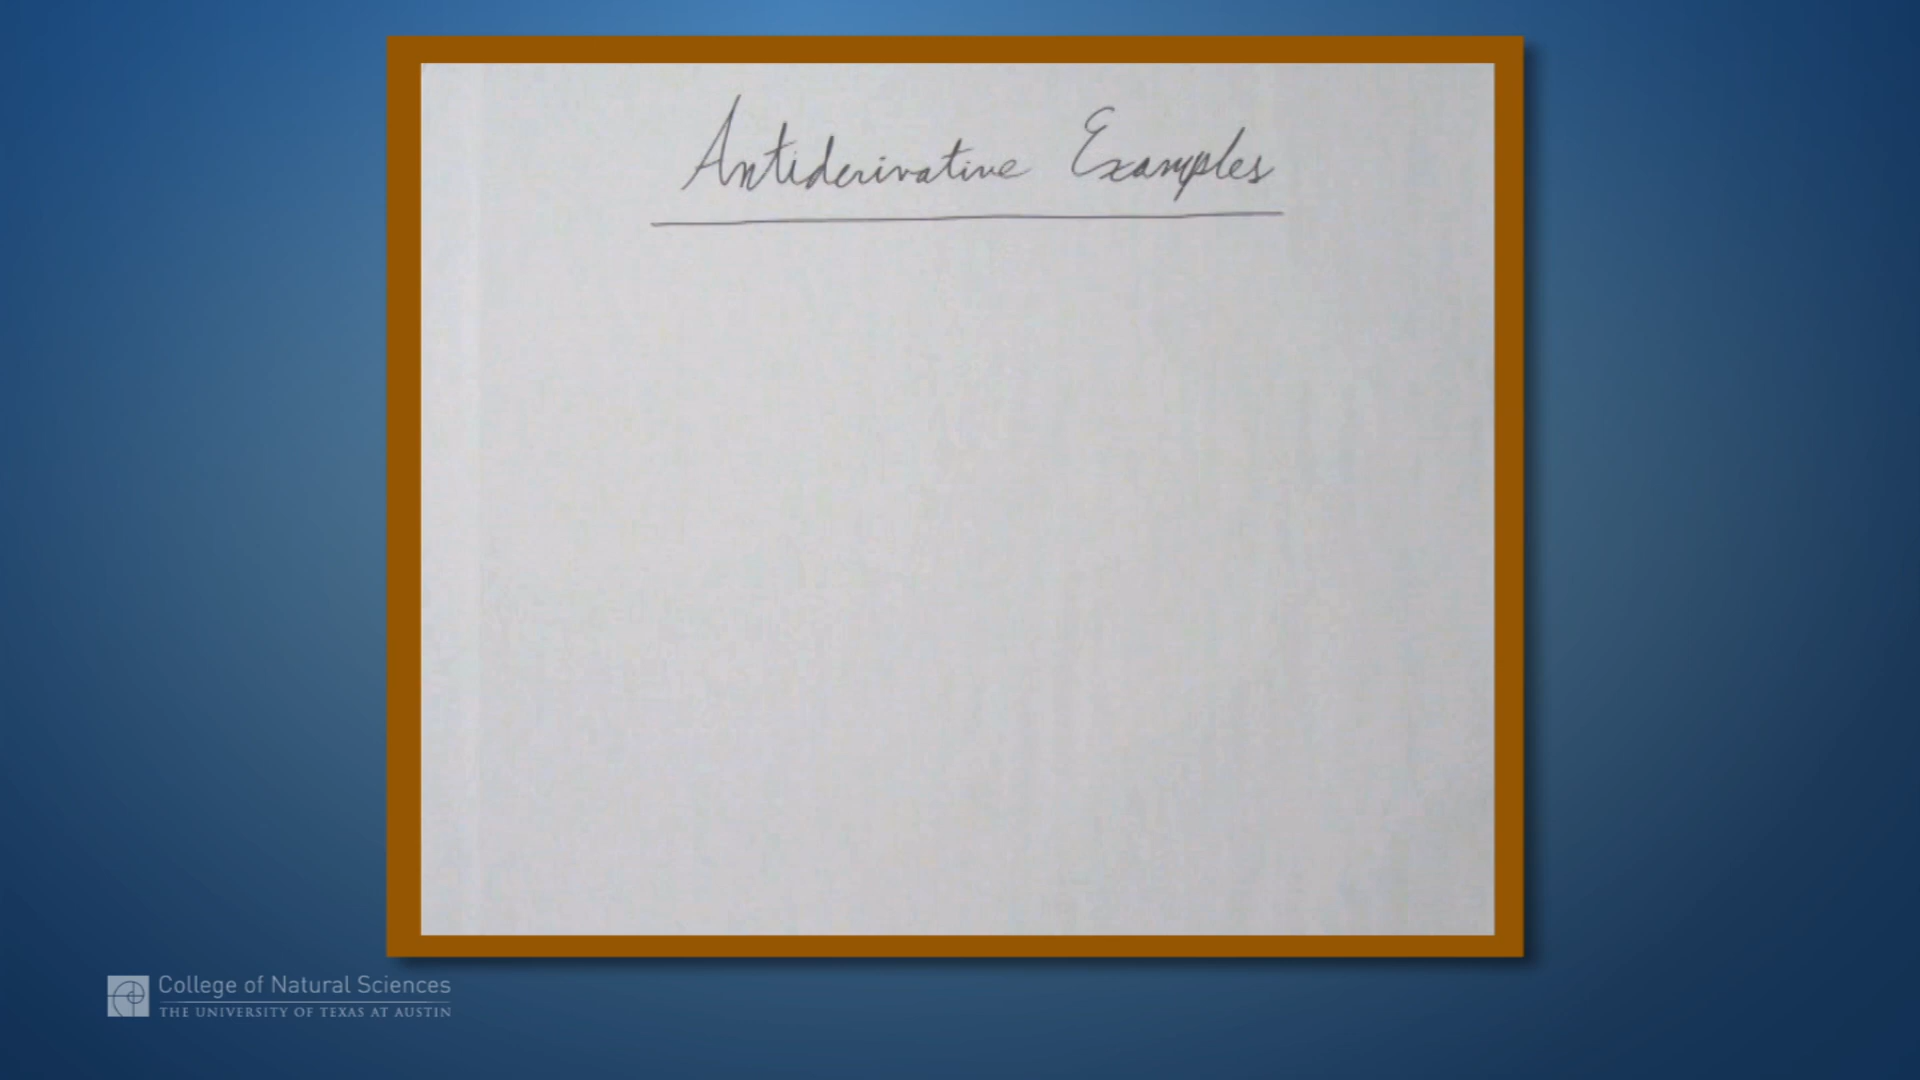 Antiderivative Examples
College of Natural Sciences
THE UNIVERSITY OF TEXAS AT AUSTIN